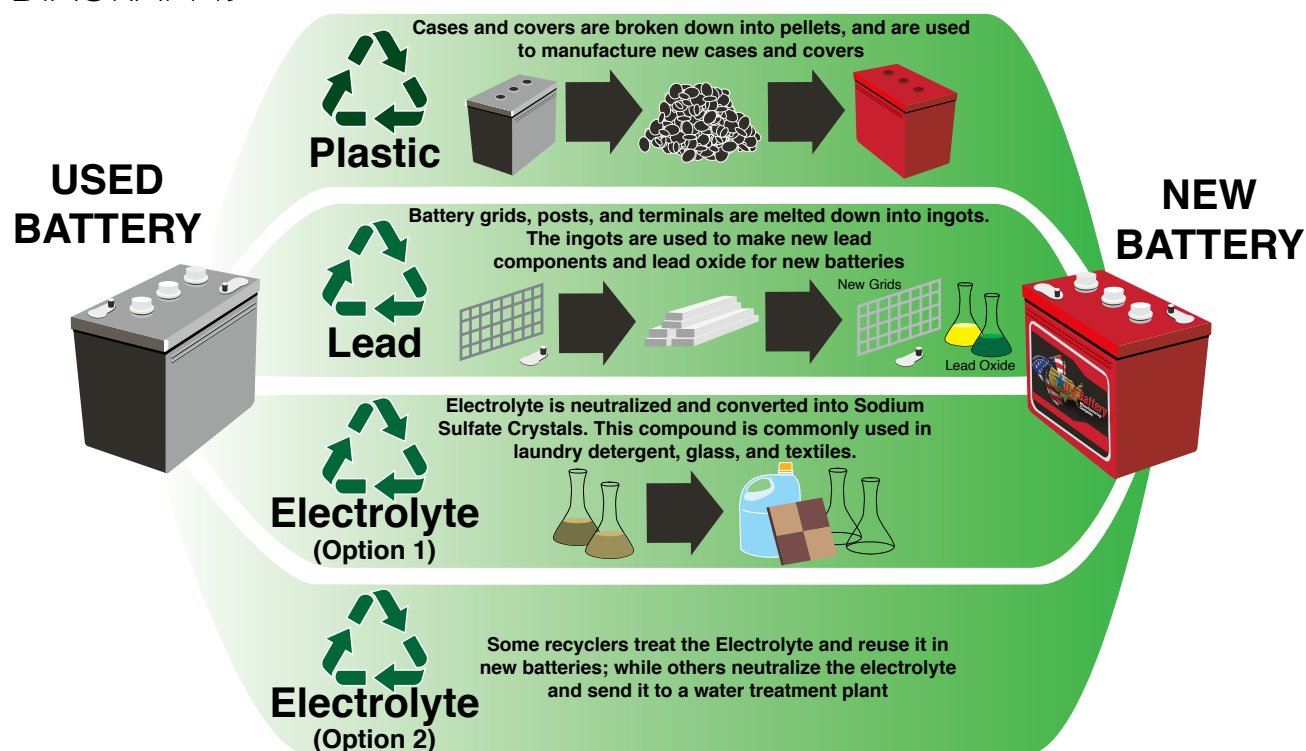 Cases and covers are broken down into pellets, and are used
to manufacture new cases and covers
Plastic
USED
BATTERY
NEW
BATTERY
Battery grids, posts, and terminals are melted down into ingots.
The ingots are used to make new lead
components and lead oxide for new batteries
New Grids
Lead
Lead Oxide
Electrolyte is neutralized and converted into Sodium
Sulfate Crystals. This compound is commonly used in
laundry detergent, glass, and textiles.
Electrolyte
(Option 1)
Some recyclers treat the Electrolyte and reuse it in
new batteries; while others neutralize the electrolyte
and send it to a water treatment plant
Electrolyte
(Option 2)